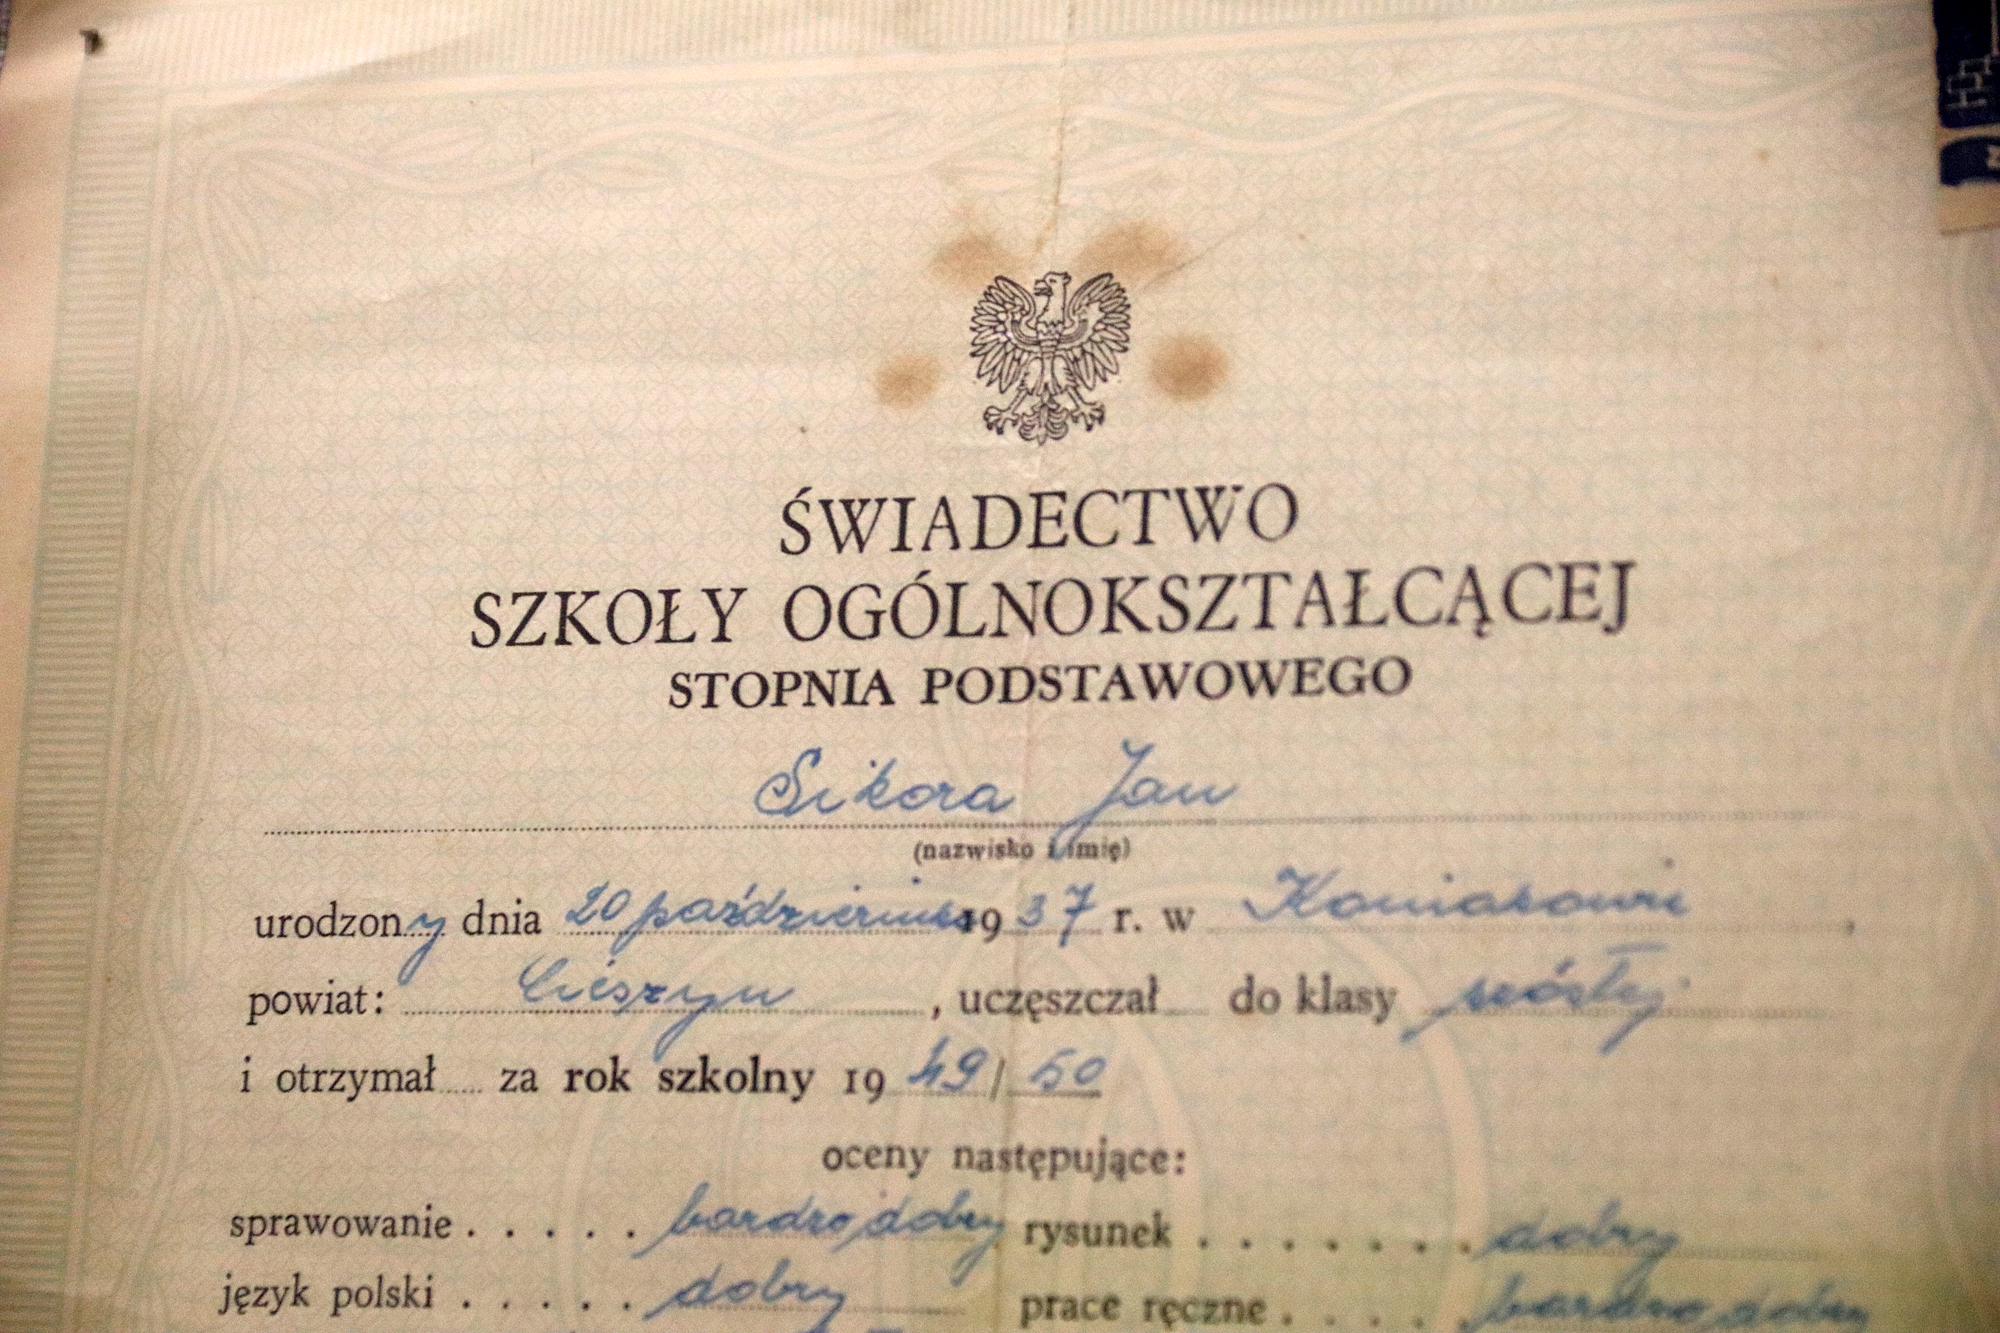 ŚWIADECTWO
SZKOŁY OGÓLNOKSZTAŁCĄCEJ
STOPNIA PODSTAWOWEGO
Sikora Jan
(nazwisko i imię)
urodzony dnia 20 października 1937 r. w Koniakowie,
powiat: Cieszyn, uczęszczał do klasy szóstej
i otrzymał za rok szkolny 1949/50
oceny następujące:
sprawowanie . . . . . bardzo dobry rysunek . . . . . . . dobry
język polski . . . . . dobry prace ręczne . . . . bardzo dobry